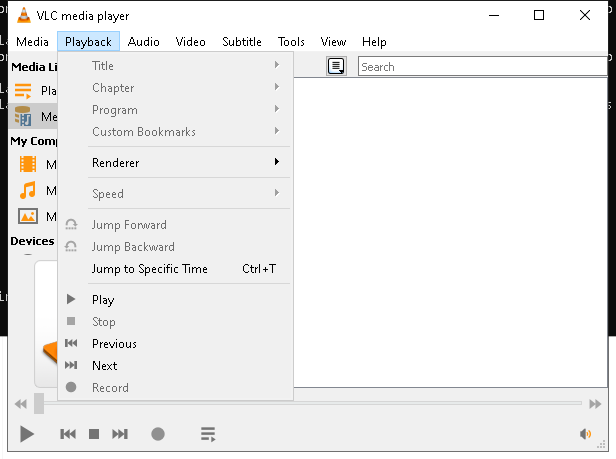 VLC media player
Media Playback Audio Video Subtitle Tools View Help
Media Li
Pla
Me
My Comp
M
M
M
Devices
Search
Title
Chapter
Program
Custom Bookmarks
Renderer
Speed
Jump Forward
Jump Backward
Jump to Specific Time Ctrl+T
Play
Stop
Previous
Next
Record